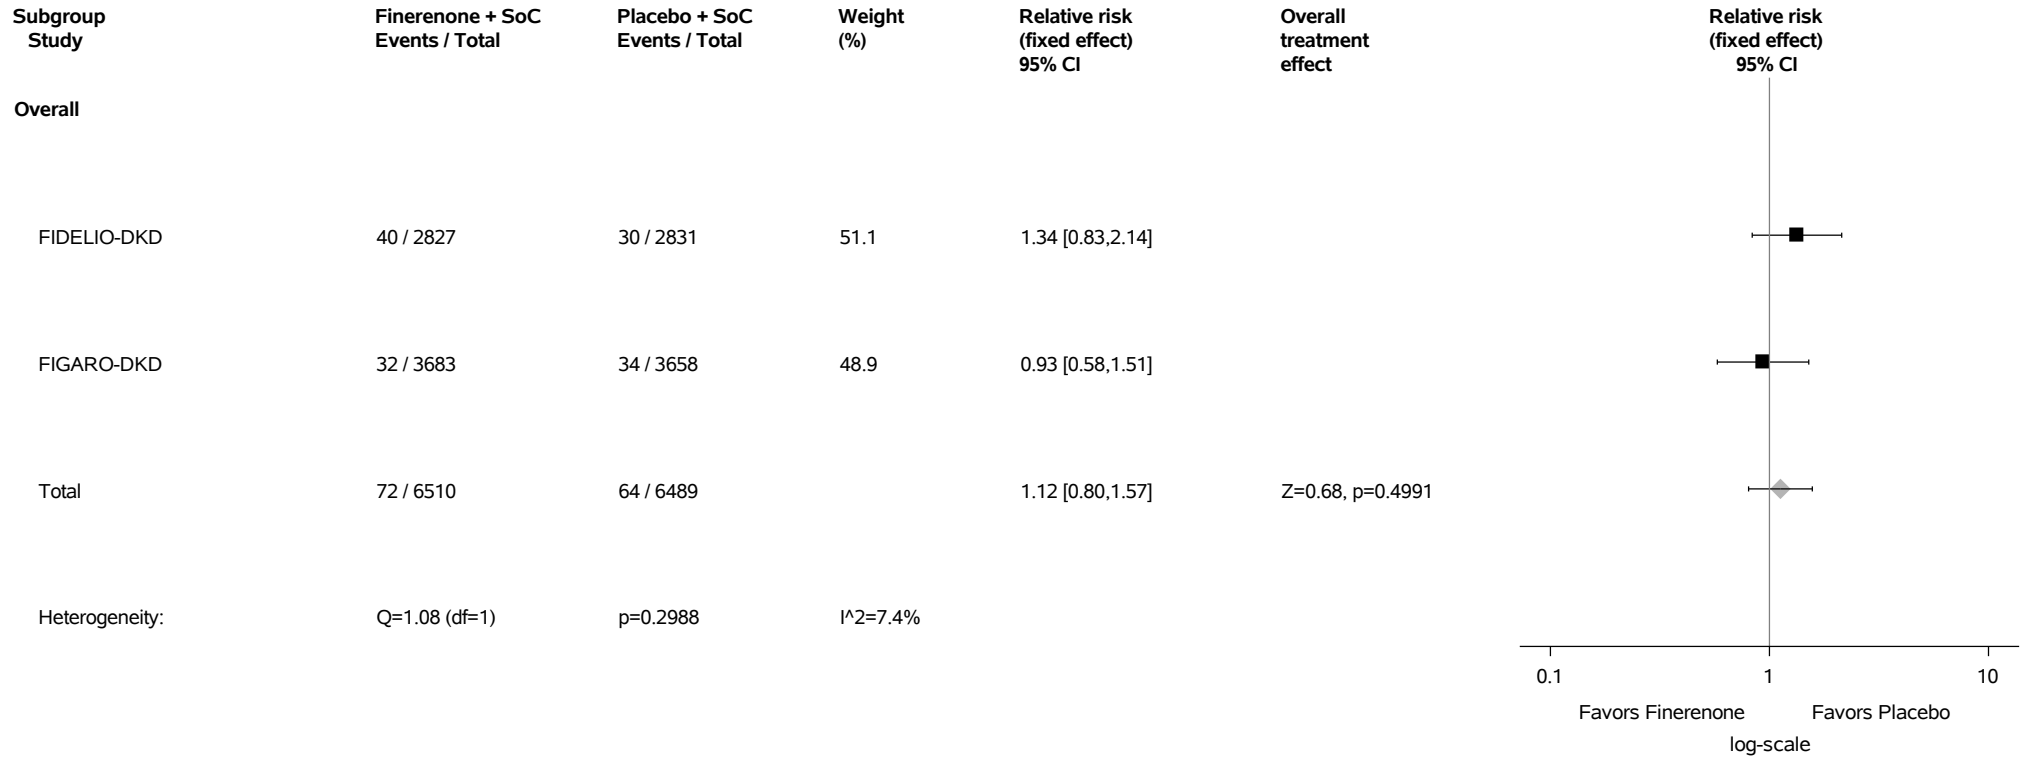 Subgroup Finerenone + SoC Placebo + SoC Weight Relative risk Overall Relative risk
Study Events / Total Events / Total (%) (fixed effect) treatment (fixed effect)
95% CI effect 95% CI
Overall
FIDELIO-DKD 40 / 2827 30 / 2831 51.1 1.34 [0.83,2.14]
FIGARO-DKD 32 / 3683 34 / 3658 48.9 0.93 [0.58,1.51]
Total 72 / 6510 64 / 6489 1.12 [0.80,1.57] Z=0.68, p=0.4991
Heterogeneity: Q=1.08 (df=1) p=0.2988 I^2=7.4%
0.1 1 10
Favors Finerenone Favors Placebo
log-scale